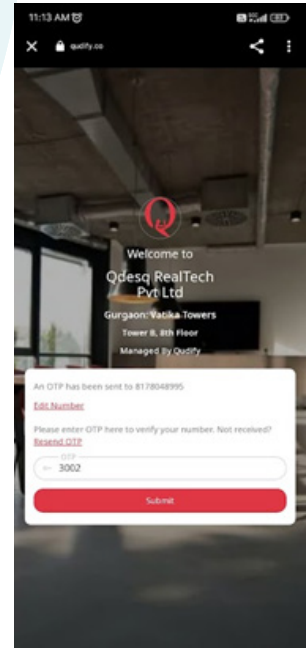 11:13 AM
qudify.co
Q
Welcome to
Qdesq RealTech
Pvt Ltd
Gurgaon: Vatika Towers
Tower B, 8th Floor
Managed By Qudify
An OTP has been sent to 8178048995
Edit Number
Please enter OTP here to verify your number. Not received?
Resend OTP
OTP
3002
Submit